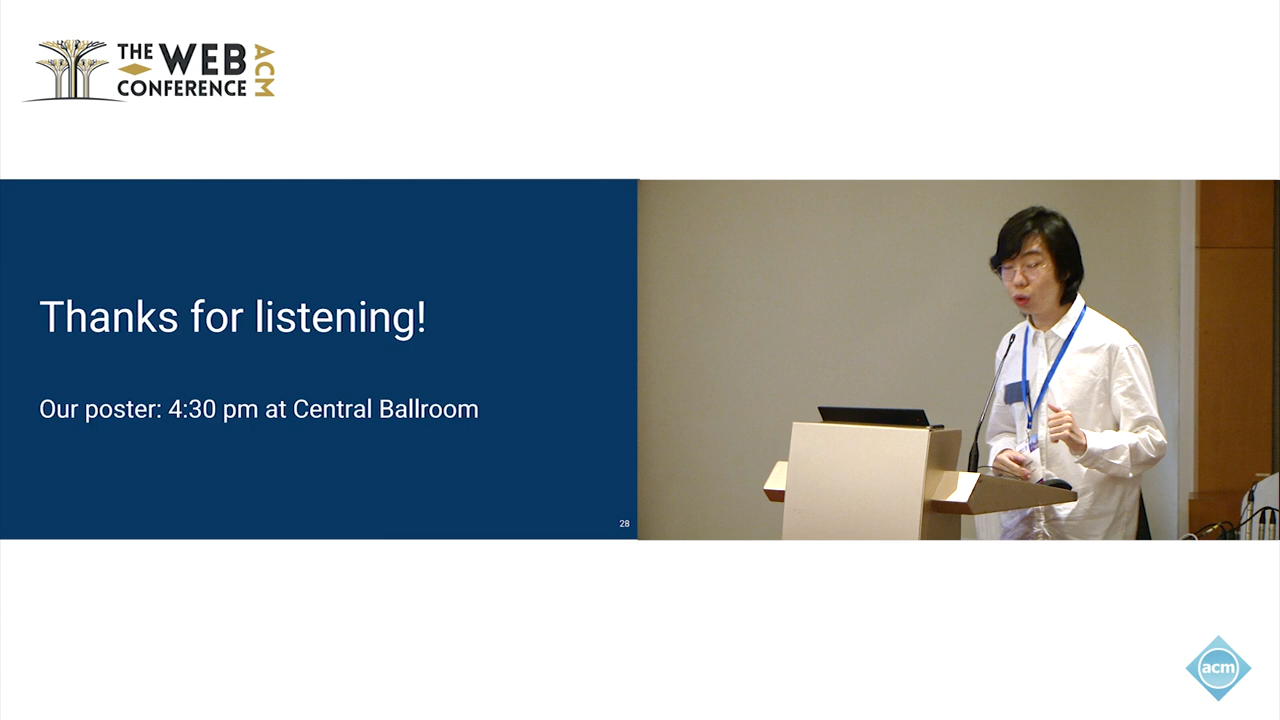 THE WEB
CONFERENCE
ACM
Thanks for listening!
Our poster: 4:30 pm at Central Ballroom
28
acm